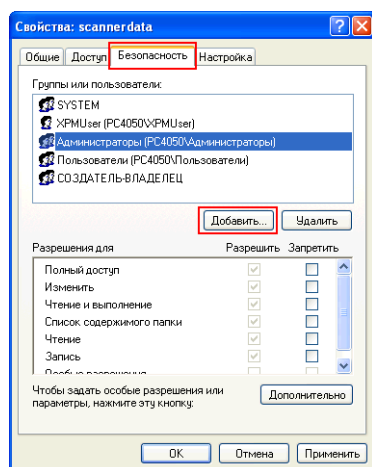 Свойства: scannerdata
Общие Доступ Безопасность Настройка
Группы или пользователи:
SYSTEM
XPMUser (PC4050\XPMUser)
Администраторы (PC4050\Администраторы)
Пользователи (PC4050\Пользователи)
СОЗДАТЕЛЬ-ВЛАДЕЛЕЦ
Добавить... Удалить
Разрешения для Разрешить Запретить
Полный доступ
Изменить
Чтение и выполнение
Список содержимого папки
Чтение
Запись
Особые разрешения
Чтобы задать особые разрешения или
параметры, нажмите эту кнопку:
Дополнительно
OK Отмена Применить